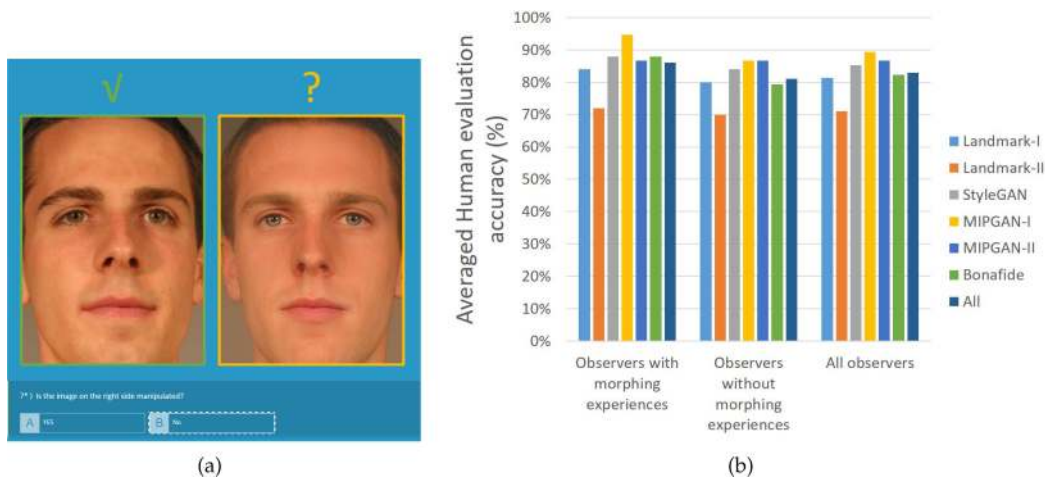 √
?
7* ) Is the image on the right side manipulated?
A YES
B No
(a)
Averaged Human evaluation
accuracy (%)
100%
90%
80%
70%
60%
50%
40%
30%
20%
10%
0%
Observers with
morphing
experiences
Observers
without
morphing
experiences
All observers
Landmark-I
Landmark-II
StyleGAN
MIPGAN-I
MIPGAN-II
Bonafide
All
(b)